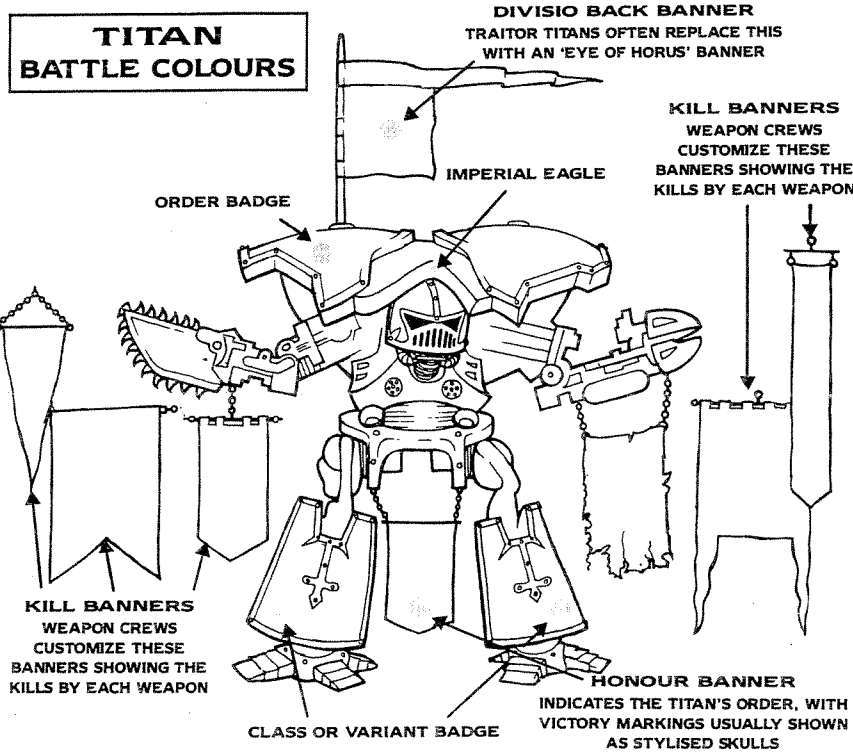 TITAN
BATTLE COLOURS
DIVISIO BACK BANNER
TRAITOR TITANS OFTEN REPLACE THIS
WITH AN 'EYE OF HORUS' BANNER
KILL BANNERS
WEAPON CREWS
CUSTOMIZE THESE
BANNERS SHOWING THE
KILLS BY EACH WEAPON
IMPERIAL EAGLE
ORDER BADGE
KILL BANNERS
WEAPON CREWS
CUSTOMIZE THESE
BANNERS SHOWING THE
KILLS BY EACH WEAPON
HONOUR BANNER
INDICATES THE TITAN'S ORDER, WITH
VICTORY MARKINGS USUALLY SHOWN
AS STYLISED SKULLS
CLASS OR VARIANT BADGE